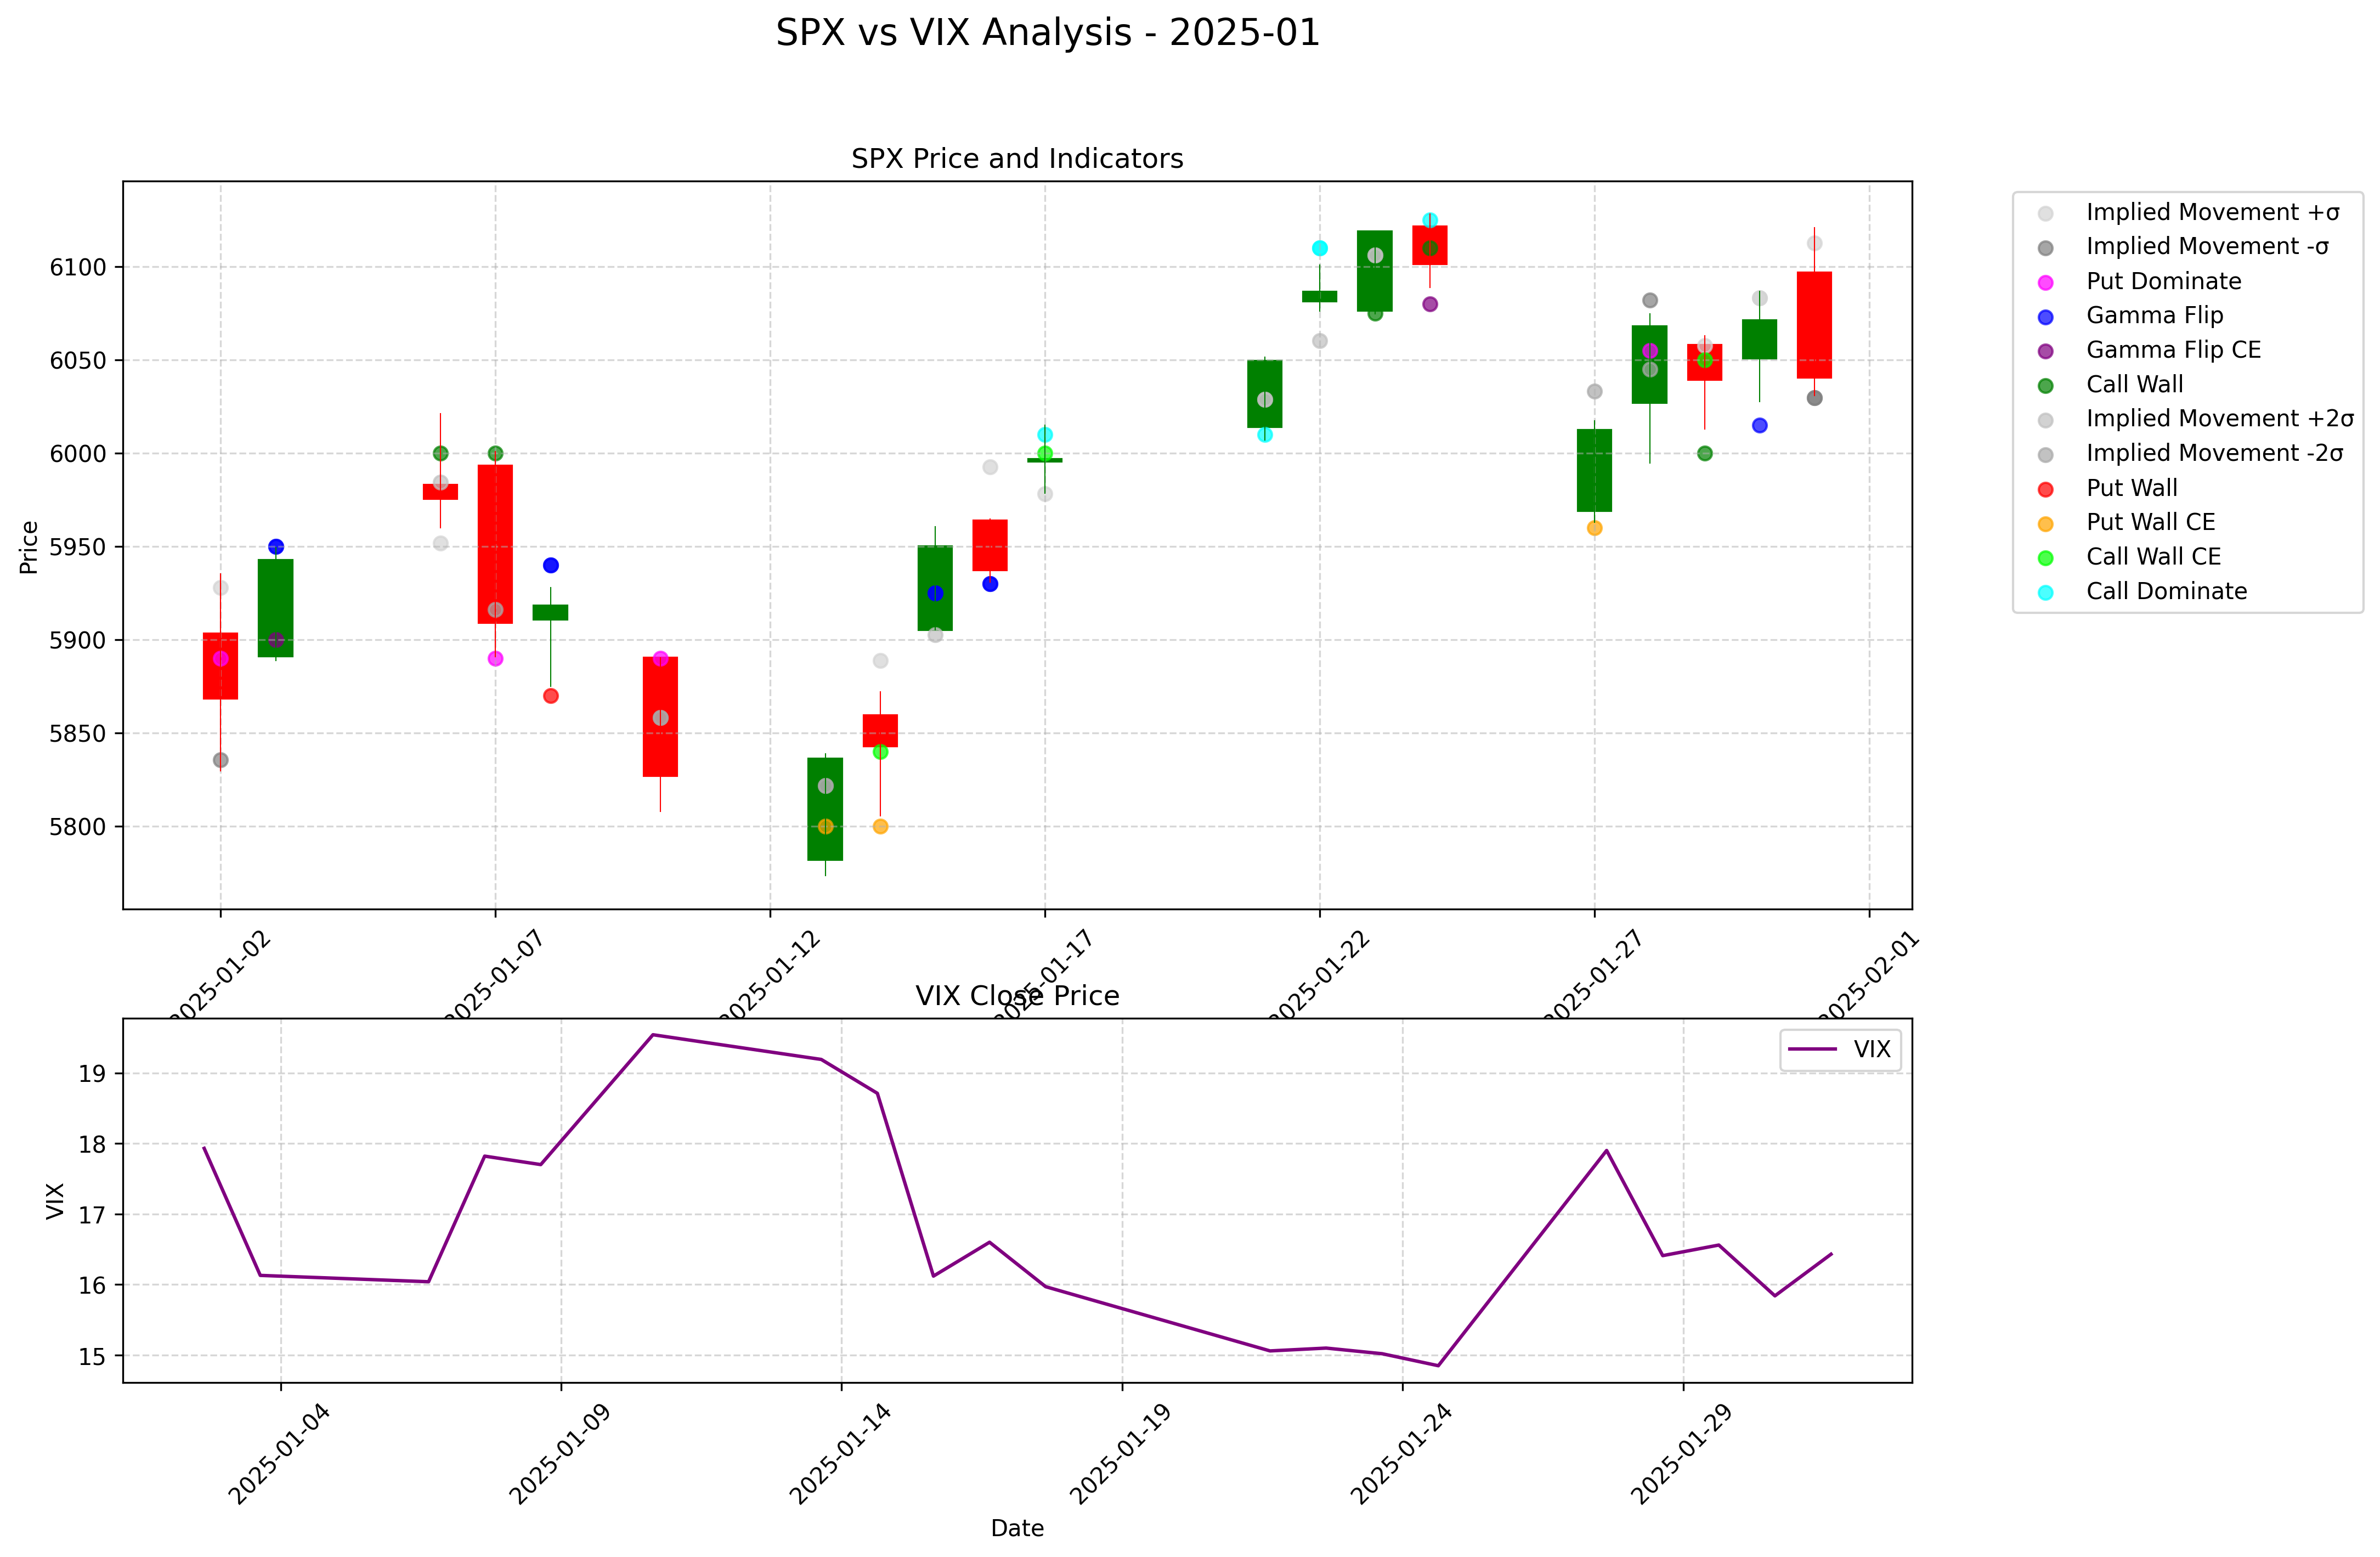 SPX vs VIX Analysis - 2025-01
SPX Price and Indicators
Price
6100
6050
6000
5950
5900
5850
5800
2025-01-02
2025-01-07
2025-01-12
2025-01-17
2025-01-22
2025-01-27
2025-02-01
Implied Movement +σ
Implied Movement -σ
Put Dominate
Gamma Flip
Gamma Flip CE
Call Wall
Implied Movement +2σ
Implied Movement -2σ
Put Wall
Put Wall CE
Call Wall CE
Call Dominate
VIX Close Price
VIX
19
18
17
16
15
VIX
2025-01-04
2025-01-09
2025-01-14
2025-01-19
2025-01-24
2025-01-29
Date